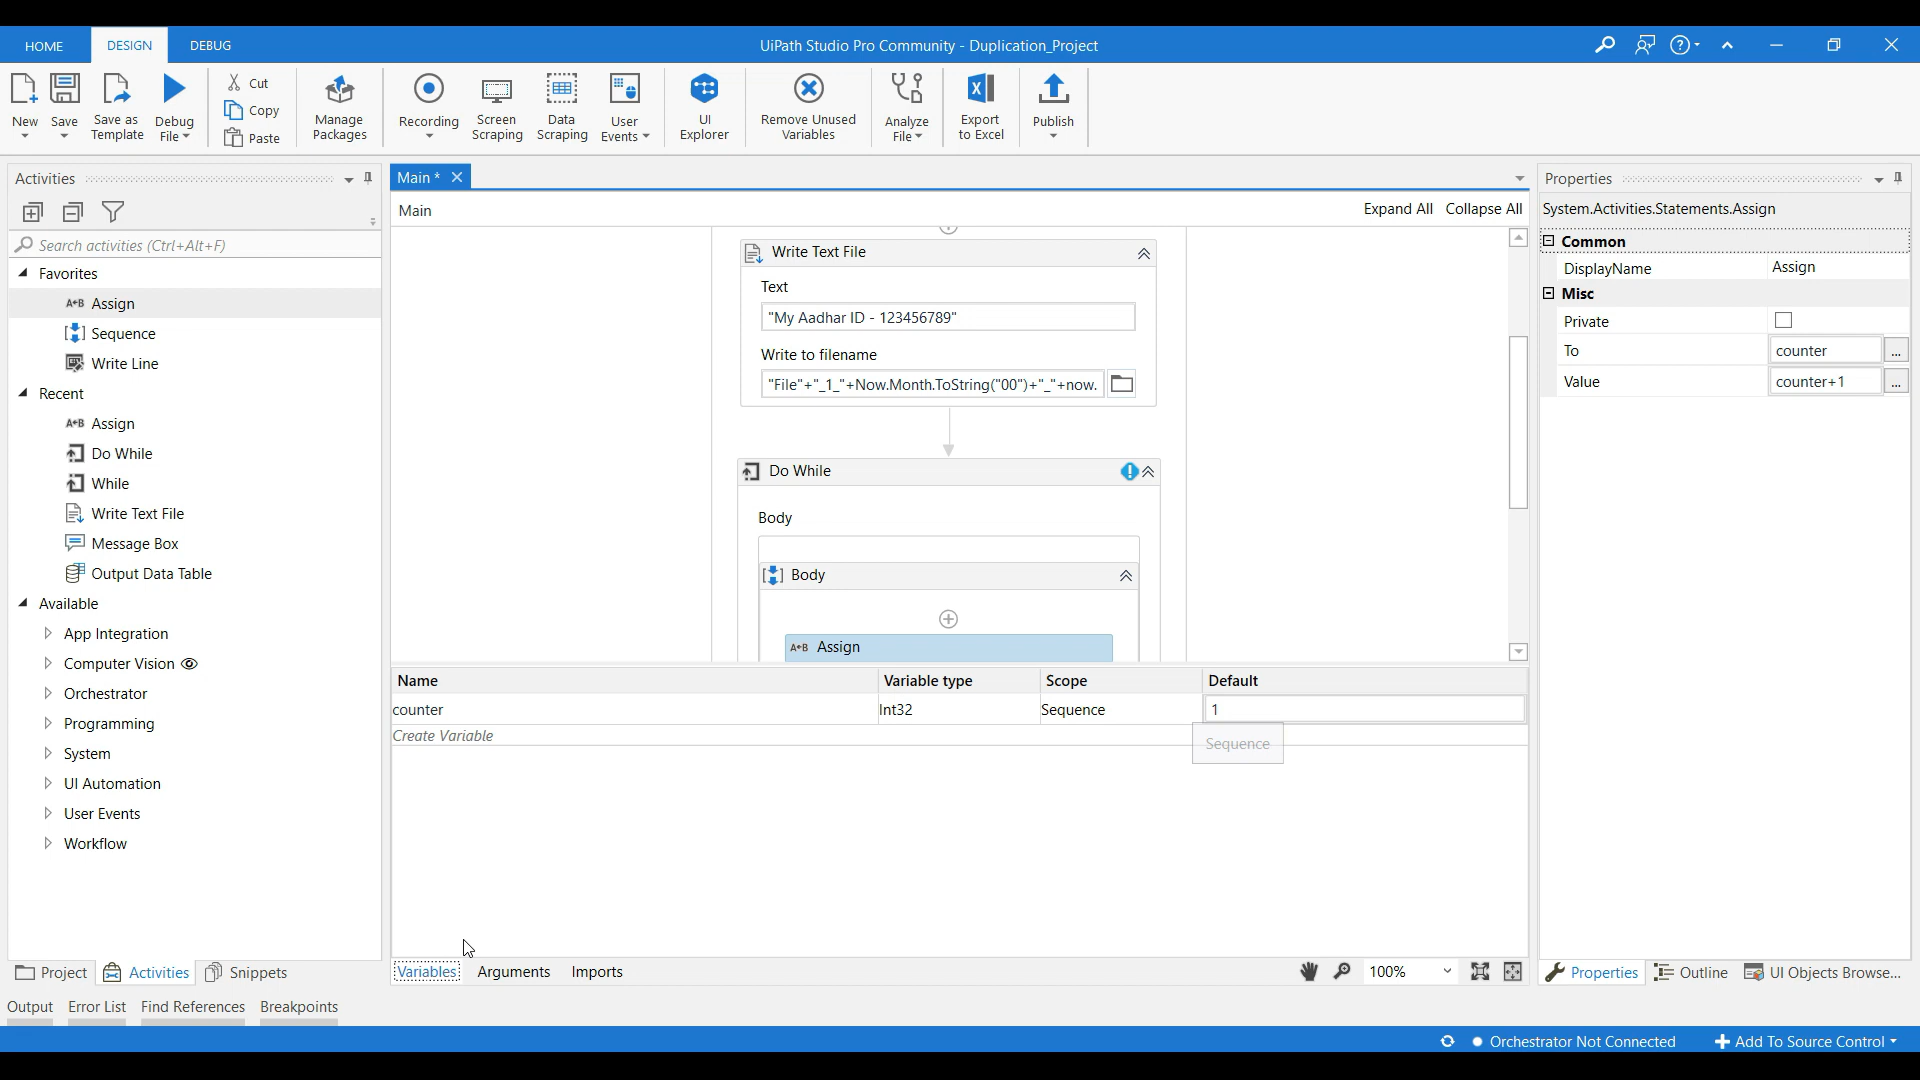 HOME DESIGN DEBUG UiPath Studio Pro Community - Duplication_Project
New Save Save as Template Debug File Cut Copy Paste Manage Packages Recording Screen Scraping Data Scraping User Events UI Explorer Remove Unused Variables Analyze File Export to Excel Publish
Activities
Search activities (Ctrl+Alt+F)
Favorites
A+B Assign
Sequence
Write Line
Recent
A+B Assign
Do While
While
Write Text File
Message Box
Output Data Table
Available
App Integration
Computer Vision
Orchestrator
Programming
System
UI Automation
User Events
Workflow
Project Activities Snippets
Main *
Main Expand All Collapse All
Write Text File
Text
"My Aadhar ID - 123456789"
Write to filename
"File"+"_1_"+Now.Month.ToString("00")+"_"+now.
Do While
Body
Body
A+B Assign
Name Variable type Scope Default
counter Int32 Sequence 1
Create Variable
Sequence
Variables Arguments Imports 100%
Properties
System.Activities.Statements.Assign
Common
DisplayName Assign
Misc
Private
To counter ...
Value counter+1 ...
Properties Outline UI Objects Browse...
Output Error List Find References Breakpoints
Orchestrator Not Connected Add To Source Control